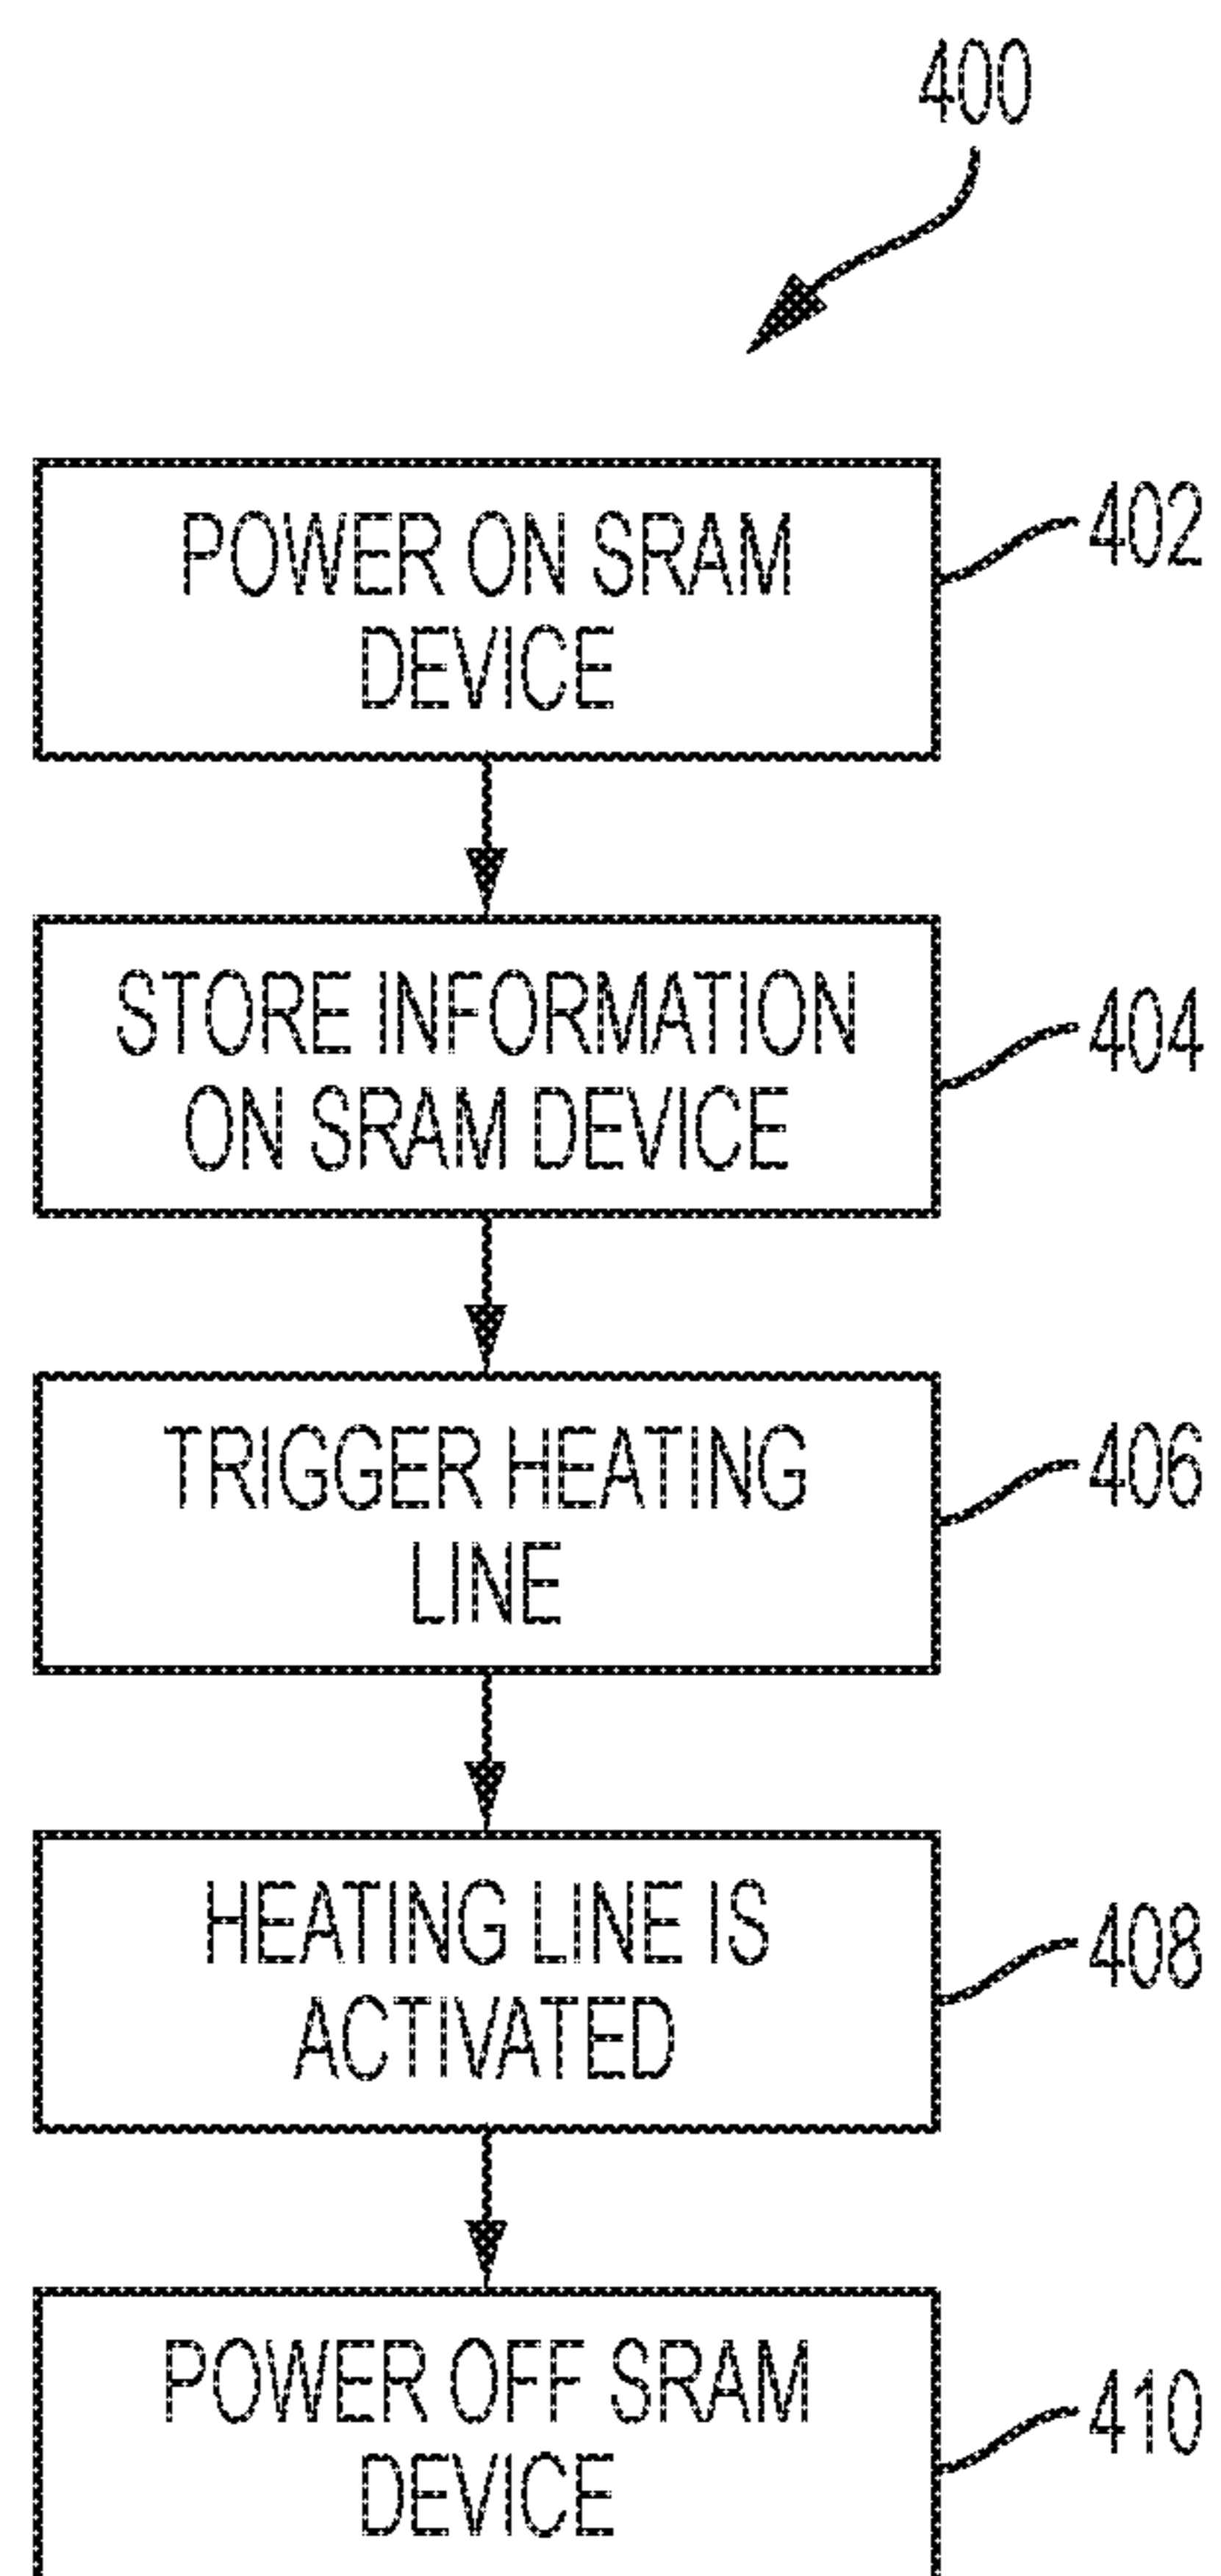 400
POWER ON SRAM
DEVICE
402
STORE INFORMATION
ON SRAM DEVICE
404
TRIGGER HEATING
LINE
406
HEATING LINE IS
ACTIVATED
408
POWER OFF SRAM
DEVICE
410